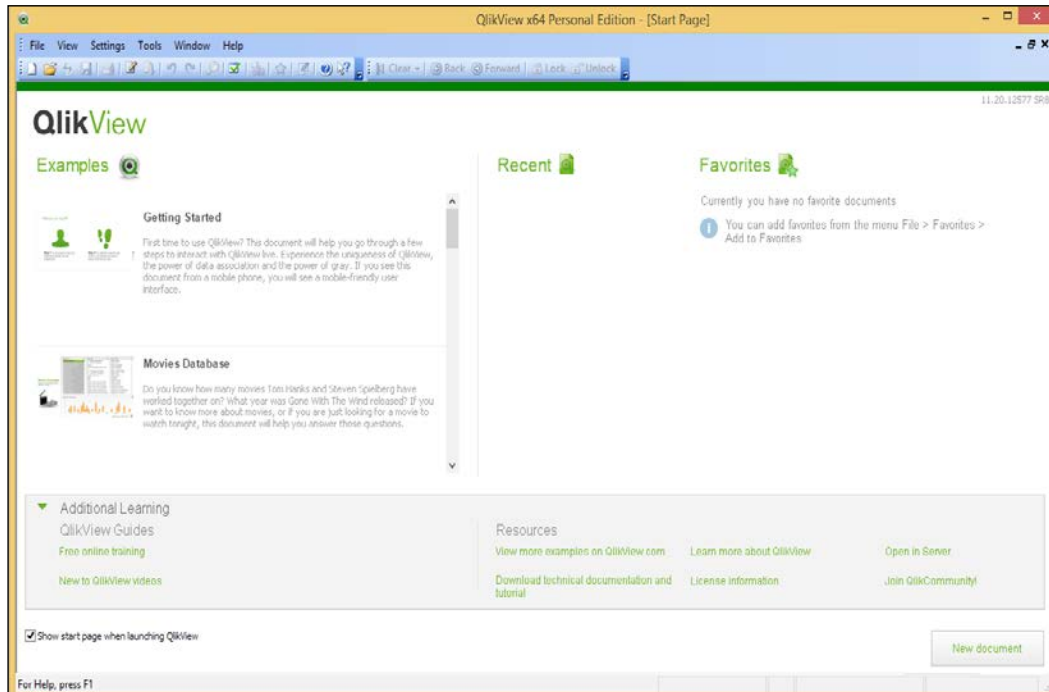 QlikView x64 Personal Edition - [Start Page]
File View Settings Tools Window Help
Clear Back Forward Lock Unlock
11.20.12577 SR8
QlikView
Examples
Recent
Favorites
Getting Started
First time to use QlikView? This document will help you go through a few
steps to interact with QlikView live. Experience the uniqueness of QlikView,
the power of data association and the power of gray. If you see this
document from a mobile phone, you will see a mobile-friendly user
interface.
Movies Database
Do you know how many movies Tom Hanks and Steven Spielberg have
worked together on? What year was Gone With The Wind released? If you
want to know more about movies, or if you are just looking for a movie to
watch tonight, this document will help you answer those questions.
Currently you have no favorite documents
You can add favorites from the menu File > Favorites >
Add to Favorites
Additional Learning
QlikView Guides
Free online training
New to QlikView videos
Resources
View more examples on QlikView.com
Learn more about QlikView
Open in Server
Download technical documentation and
tutorial
License information
Join QlikCommunity!
Show start page when launching QlikView
New document
For Help, press F1